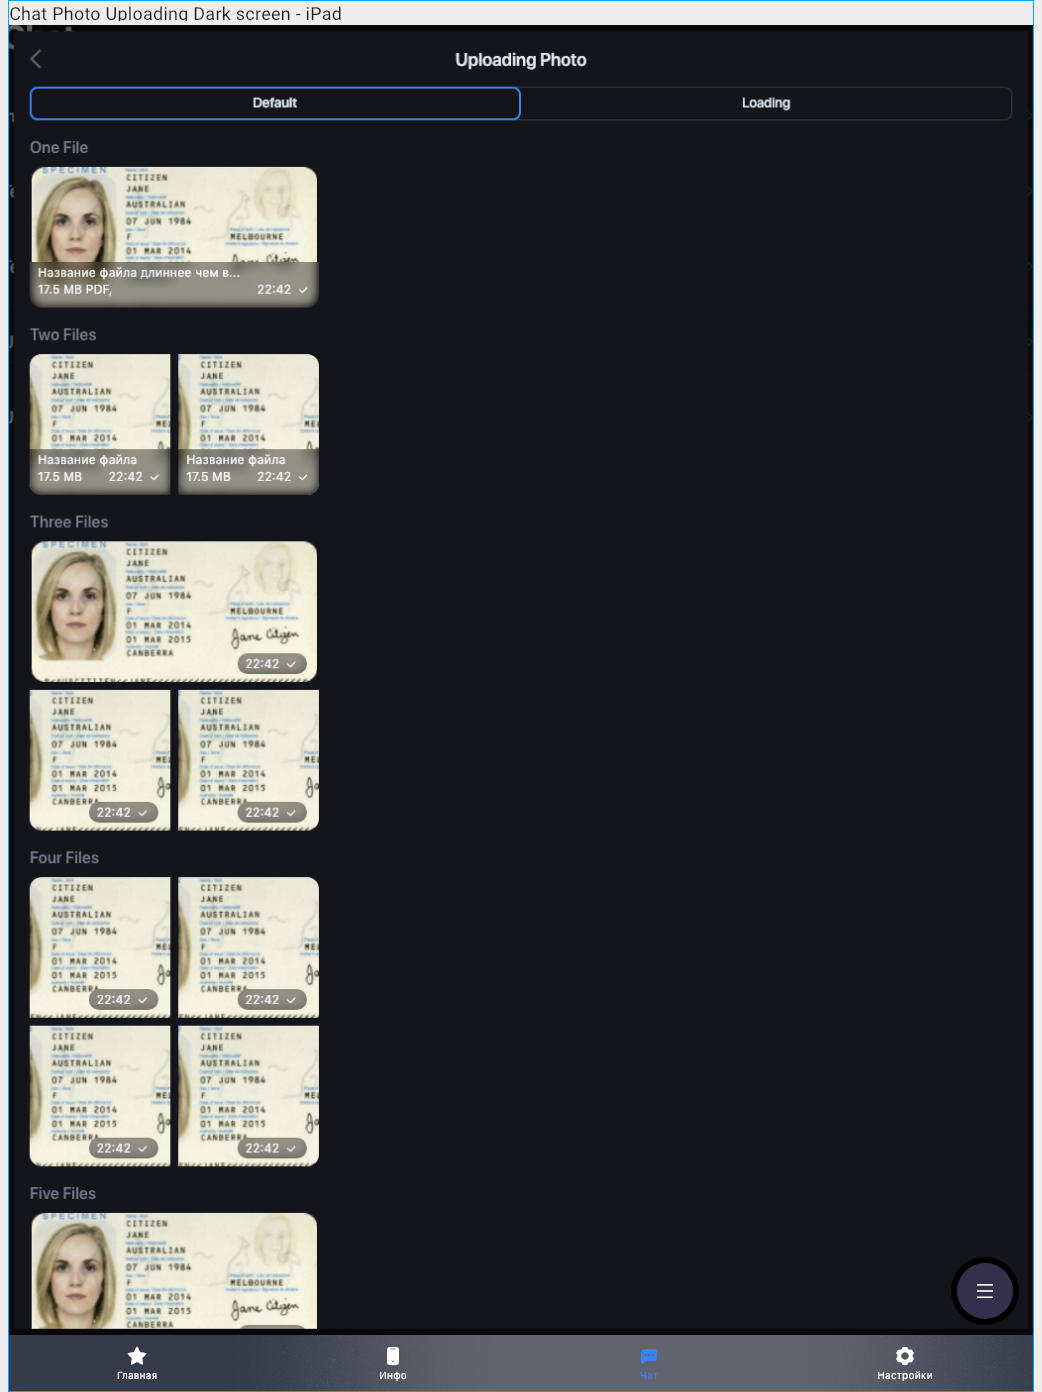 Chat Photo Uploading Dark screen - iPad
Uploading Photo
Default
Loading
One File
SPECIMEN
CITIZEN
JANE
AUSTRALIAN
07 JUN 1984
F
MELBOURNE
01 MAR 2014
Название файла длиннее чем в...
17.5 MB PDF,
22:42
Two Files
CITIZEN
JANE
AUSTRALIAN
07 JUN 1984
F
01 MAR 2014
Название файла
17.5 MB
22:42
CITIZEN
JANE
AUSTRALIAN
07 JUN 1984
F
01 MAR 2014
Название файла
17.5 MB
22:42
Three Files
SPECIMEN
CITIZEN
JANE
AUSTRALIAN
07 JUN 1984
F
MELBOURNE
01 MAR 2014
01 MAR 2015
CANBERRA
Jane Citizen
22:42
CITIZEN
JANE
AUSTRALIAN
07 JUN 1984
F
01 MAR 2014
01 MAR 2015
CANBERRA
22:42
CITIZEN
JANE
AUSTRALIAN
07 JUN 1984
F
01 MAR 2014
01 MAR 2015
CANBERRA
22:42
Four Files
CITIZEN
JANE
AUSTRALIAN
07 JUN 1984
F
01 MAR 2014
01 MAR 2015
CANBERRA
22:42
CITIZEN
JANE
AUSTRALIAN
07 JUN 1984
F
01 MAR 2014
01 MAR 2015
CANBERRA
22:42
CITIZEN
JANE
AUSTRALIAN
07 JUN 1984
F
01 MAR 2014
01 MAR 2015
CANBERRA
22:42
CITIZEN
JANE
AUSTRALIAN
07 JUN 1984
F
01 MAR 2014
01 MAR 2015
CANBERRA
22:42
Five Files
SPECIMEN
CITIZEN
JANE
AUSTRALIAN
07 JUN 1984
F
MELBOURNE
01 MAR 2014
01 MAR 2015
CANBERRA
Jane Citizen
Главная
Инфо
Чат
Настройки